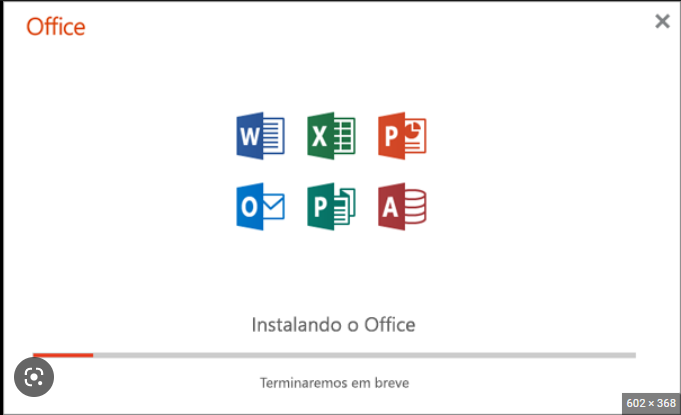 Office
W X P
O P A
Instalando o Office
Terminaremos em breve
602 × 368